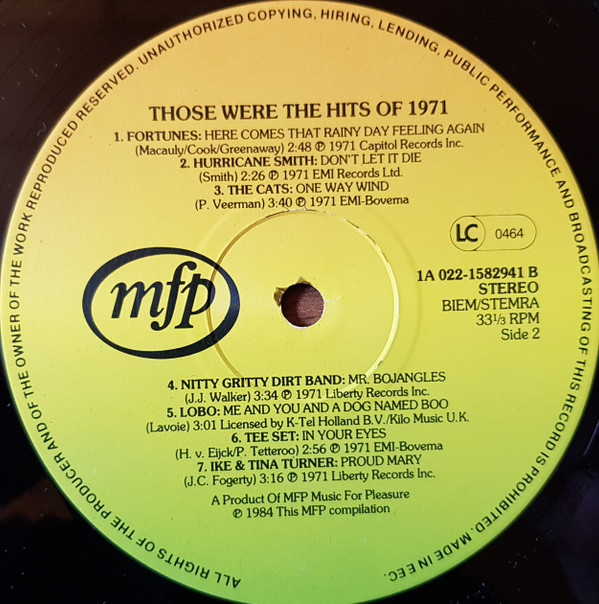 ALL RIGHTS OF THE PRODUCER AND OF THE OWNER OF THE WORK REPRODUCED RESERVED. UNAUTHORIZED COPYING, HIRING, LENDING, PUBLIC PERFORMANCE AND BROADCASTING OF THIS RECORD IS PROHIBITED. MADE IN EEC.
THOSE WERE THE HITS OF 1971
1. FORTUNES: HERE COMES THAT RAINY DAY FEELING AGAIN
(Macauly/Cook/Greenaway) 2:48 ℗ 1971 Capitol Records Inc.
2. HURRICANE SMITH: DON'T LET IT DIE
(Smith) 2:26 ℗ 1971 EMI Records Ltd.
3. THE CATS: ONE WAY WIND
(P. Veerman) 3:40 ℗ 1971 EMI-Bovema
LC 0464
mfp
1A 022-1582941 B
STEREO
BIEM/STEMRA
33 1/3 RPM
Side 2
4. NITTY GRITTY DIRT BAND: MR. BOJANGLES
(J.J. Walker) 3:34 ℗ 1971 Liberty Records Inc.
5. LOBO: ME AND YOU AND A DOG NAMED BOO
(Lavoie) 3:01 Licensed by K-Tel Holland B.V./Kilo Music U.K.
6. TEE SET: IN YOUR EYES
(H. v. Eijck/P. Tetteroo) 2:56 ℗ 1971 EMI-Bovema
7. IKE & TINA TURNER: PROUD MARY
(J.C. Fogerty) 3:16 ℗ 1971 Liberty Records Inc.
A Product Of MFP Music For Pleasure
℗ 1984 This MFP compilation